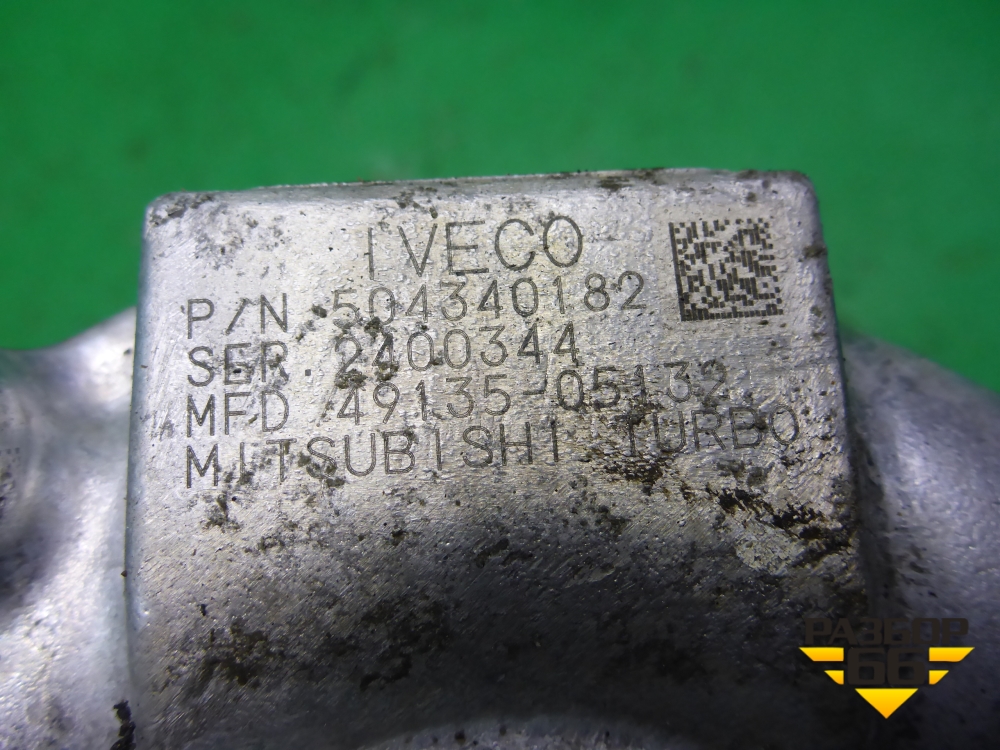 IVECO
P/N 504340182
SER. 2400344
MFD 49135-05132
MITSUBISHI TURBO
РАЗБОР
66